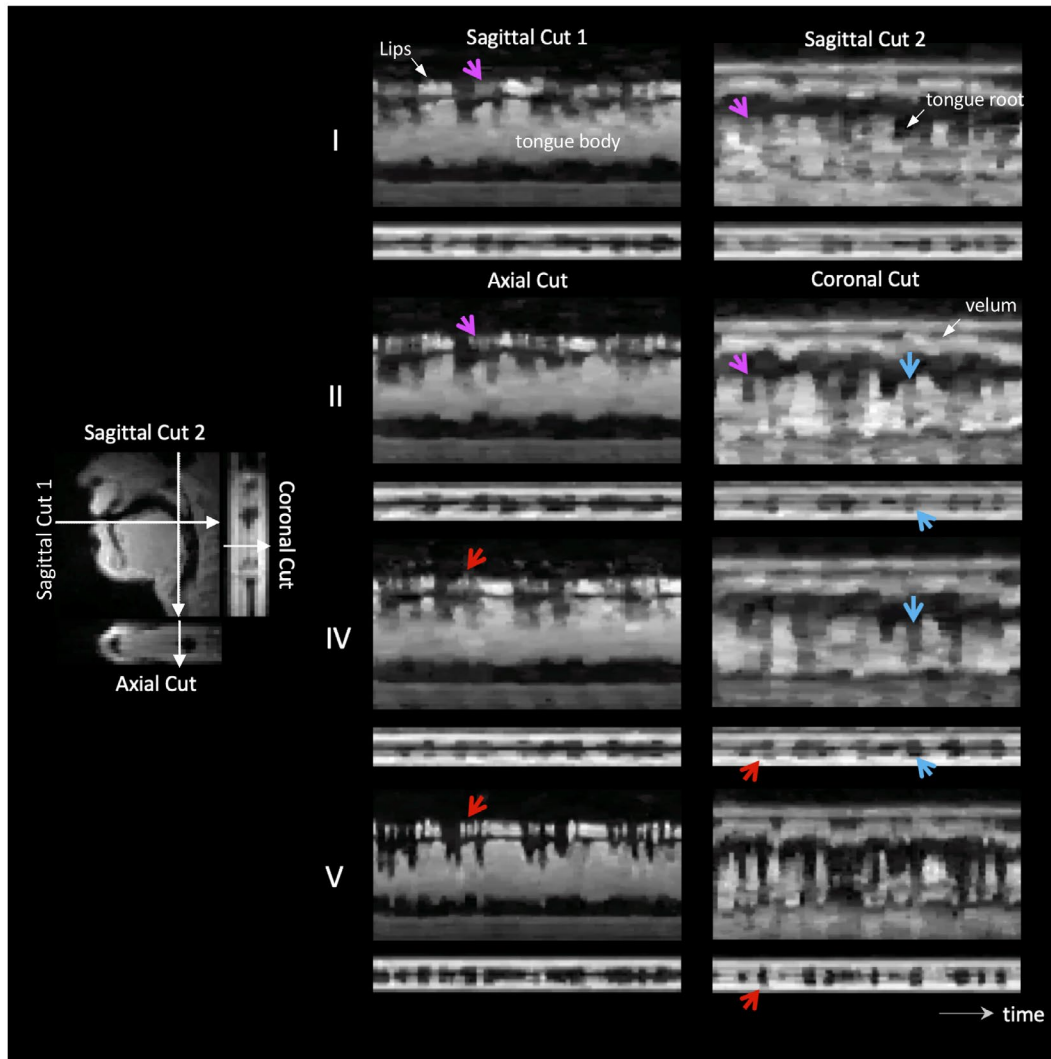 Sagittal Cut 1
Sagittal Cut 2
Lips
tongue root
I
tongue body
Axial Cut
Coronal Cut
velum
II
Sagittal Cut 2
Sagittal Cut 1
Coronal Cut
Axial Cut
IV
V
time